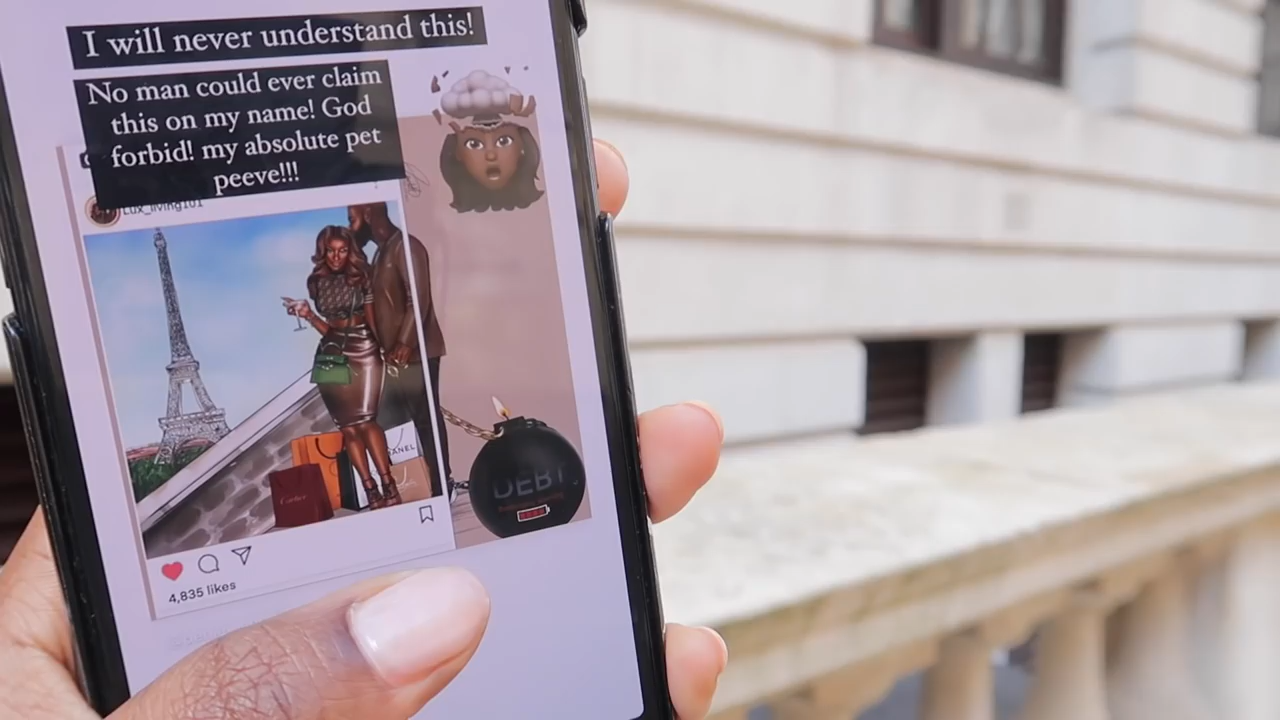 I will never understand this!
No man could ever claim
this on my name! God
forbid! my absolute pet
peeve!!!
Lux_living101
CHANEL
Cartier
DEBT
4,835 likes